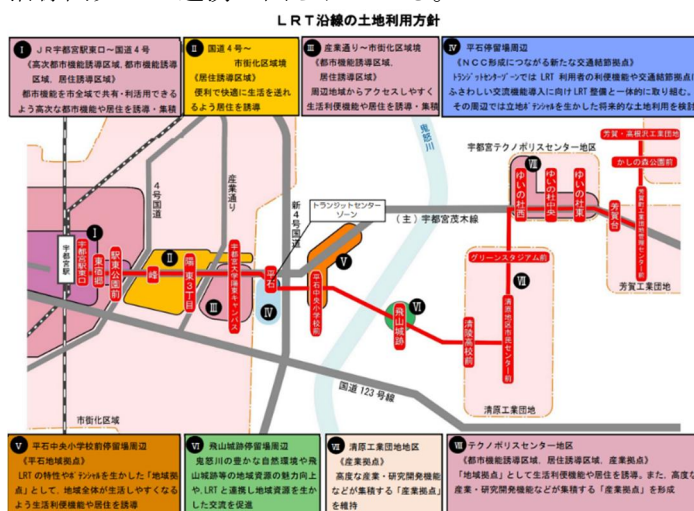 LRT沿線の土地利用方針
Ⅰ JR宇都宮駅東口~国道4号
《高次都市機能誘導区域,都市機能誘導
区域, 居住誘導区域》
都市機能を市全域で共有・利活用できる
よう高次な都市機能や居住を誘導・集積
Ⅱ 国道4号~
市街化区域境
《居住誘導区域》
便利で快適に生活を送れ
るよう居住を誘導
Ⅲ 産業通り~市街化区域境
《都市機能誘導区域,
居住誘導区域》
周辺地域からアクセスしやすく
生活利便機能や居住を誘導・集積
Ⅳ 平石停留場周辺
《NCC形成につながる新たな交通結節拠点》
トランジットセンターゾーンではLRT利用者の利便機能や交通結節拠点に
ふさわしい交流機能導入に向けLRT整備と一体的に取り組む。
その周辺では立地ポテンシャルを生かした将来的な土地利用を検討
鬼怒川
宇都宮テクノポリスセンター地区
芳賀・高根沢工業団地
かしの森公園前
Ⅷ
ゆいの杜西
ゆいの杜中央
ゆいの杜東
芳賀台
芳賀町工業団地管理センター前
芳賀工業団地
4号国道
産業通り
新4号国道
トランジットセンター
ゾーン
(主)宇都宮茂木線
宇都宮駅
Ⅰ
宇都宮駅東口
東宿郷
駅東公園前
峰
Ⅱ
陽東3丁目
Ⅲ
宇都宮大学陽東キャンパス
平石
Ⅳ
平石中央小学校前
Ⅴ
飛山城跡
Ⅵ
清陵高校前
清原地区市民センター前
グリーンスタジアム前
Ⅶ
国道123号線
清原工業団地
市街化区域
Ⅴ 平石中央小学校前停留場周辺
《平石地域拠点》
LRTの特性やポテンシャルを生かした「地域拠
点」として, 地域全体が生活しやすくなる
よう生活利便機能や居住を誘導
Ⅵ 飛山城跡停留場周辺
鬼怒川の豊かな自然環境や飛
山城跡等の地域資源の魅力向上
や, LRTと連携し地域資源を生か
した交流を促進
Ⅶ 清原工業団地地区
《産業拠点》
高度な産業・研究開発機能
などが集積する「産業拠点」
を維持
Ⅷ テクノポリスセンター地区
《都市機能誘導区域, 居住誘導区域, 産業拠点》
「地域拠点」として生活利便機能や居住を誘導。また, 高度な
産業・研究開発機能などが集積する「産業拠点」を形成